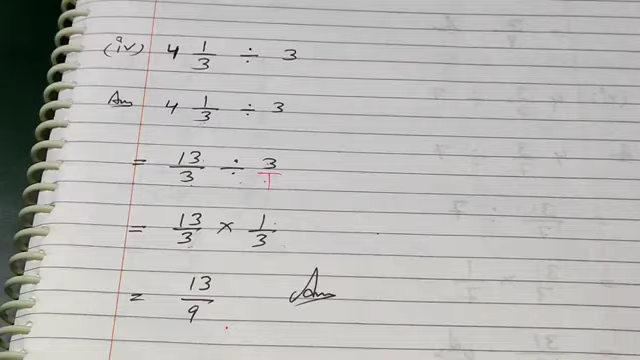 (iv) 4 1/3 ÷ 3
Ans 4 1/3 ÷ 3
= 13/3 ÷ 3/1
= 13/3 × 1/3
= 13/9 Ans